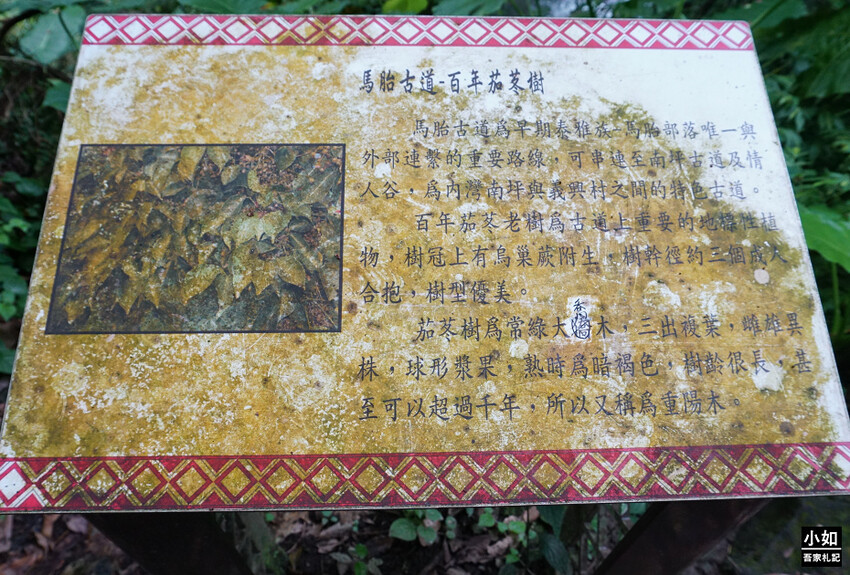 馬胎古道-百年茄苳樹
馬胎古道為早期泰雅族-馬胎部落唯一與
外部連繫的重要路線，可串連至南坪古道及情
人谷，為內灣南坪與義興村之間的特色古道。
百年茄苳老樹為古道上重要的地標性植
物，樹冠上有鳥巢蕨附生，樹幹徑約三個成人
合抱，樹型優美。
茄苳樹為常綠大喬木，三出複葉，雌雄異
株，球形漿果，熟時為暗褐色，樹齡很長，甚
至可以超過千年，所以又稱為重陽木。
小如
吾家札記